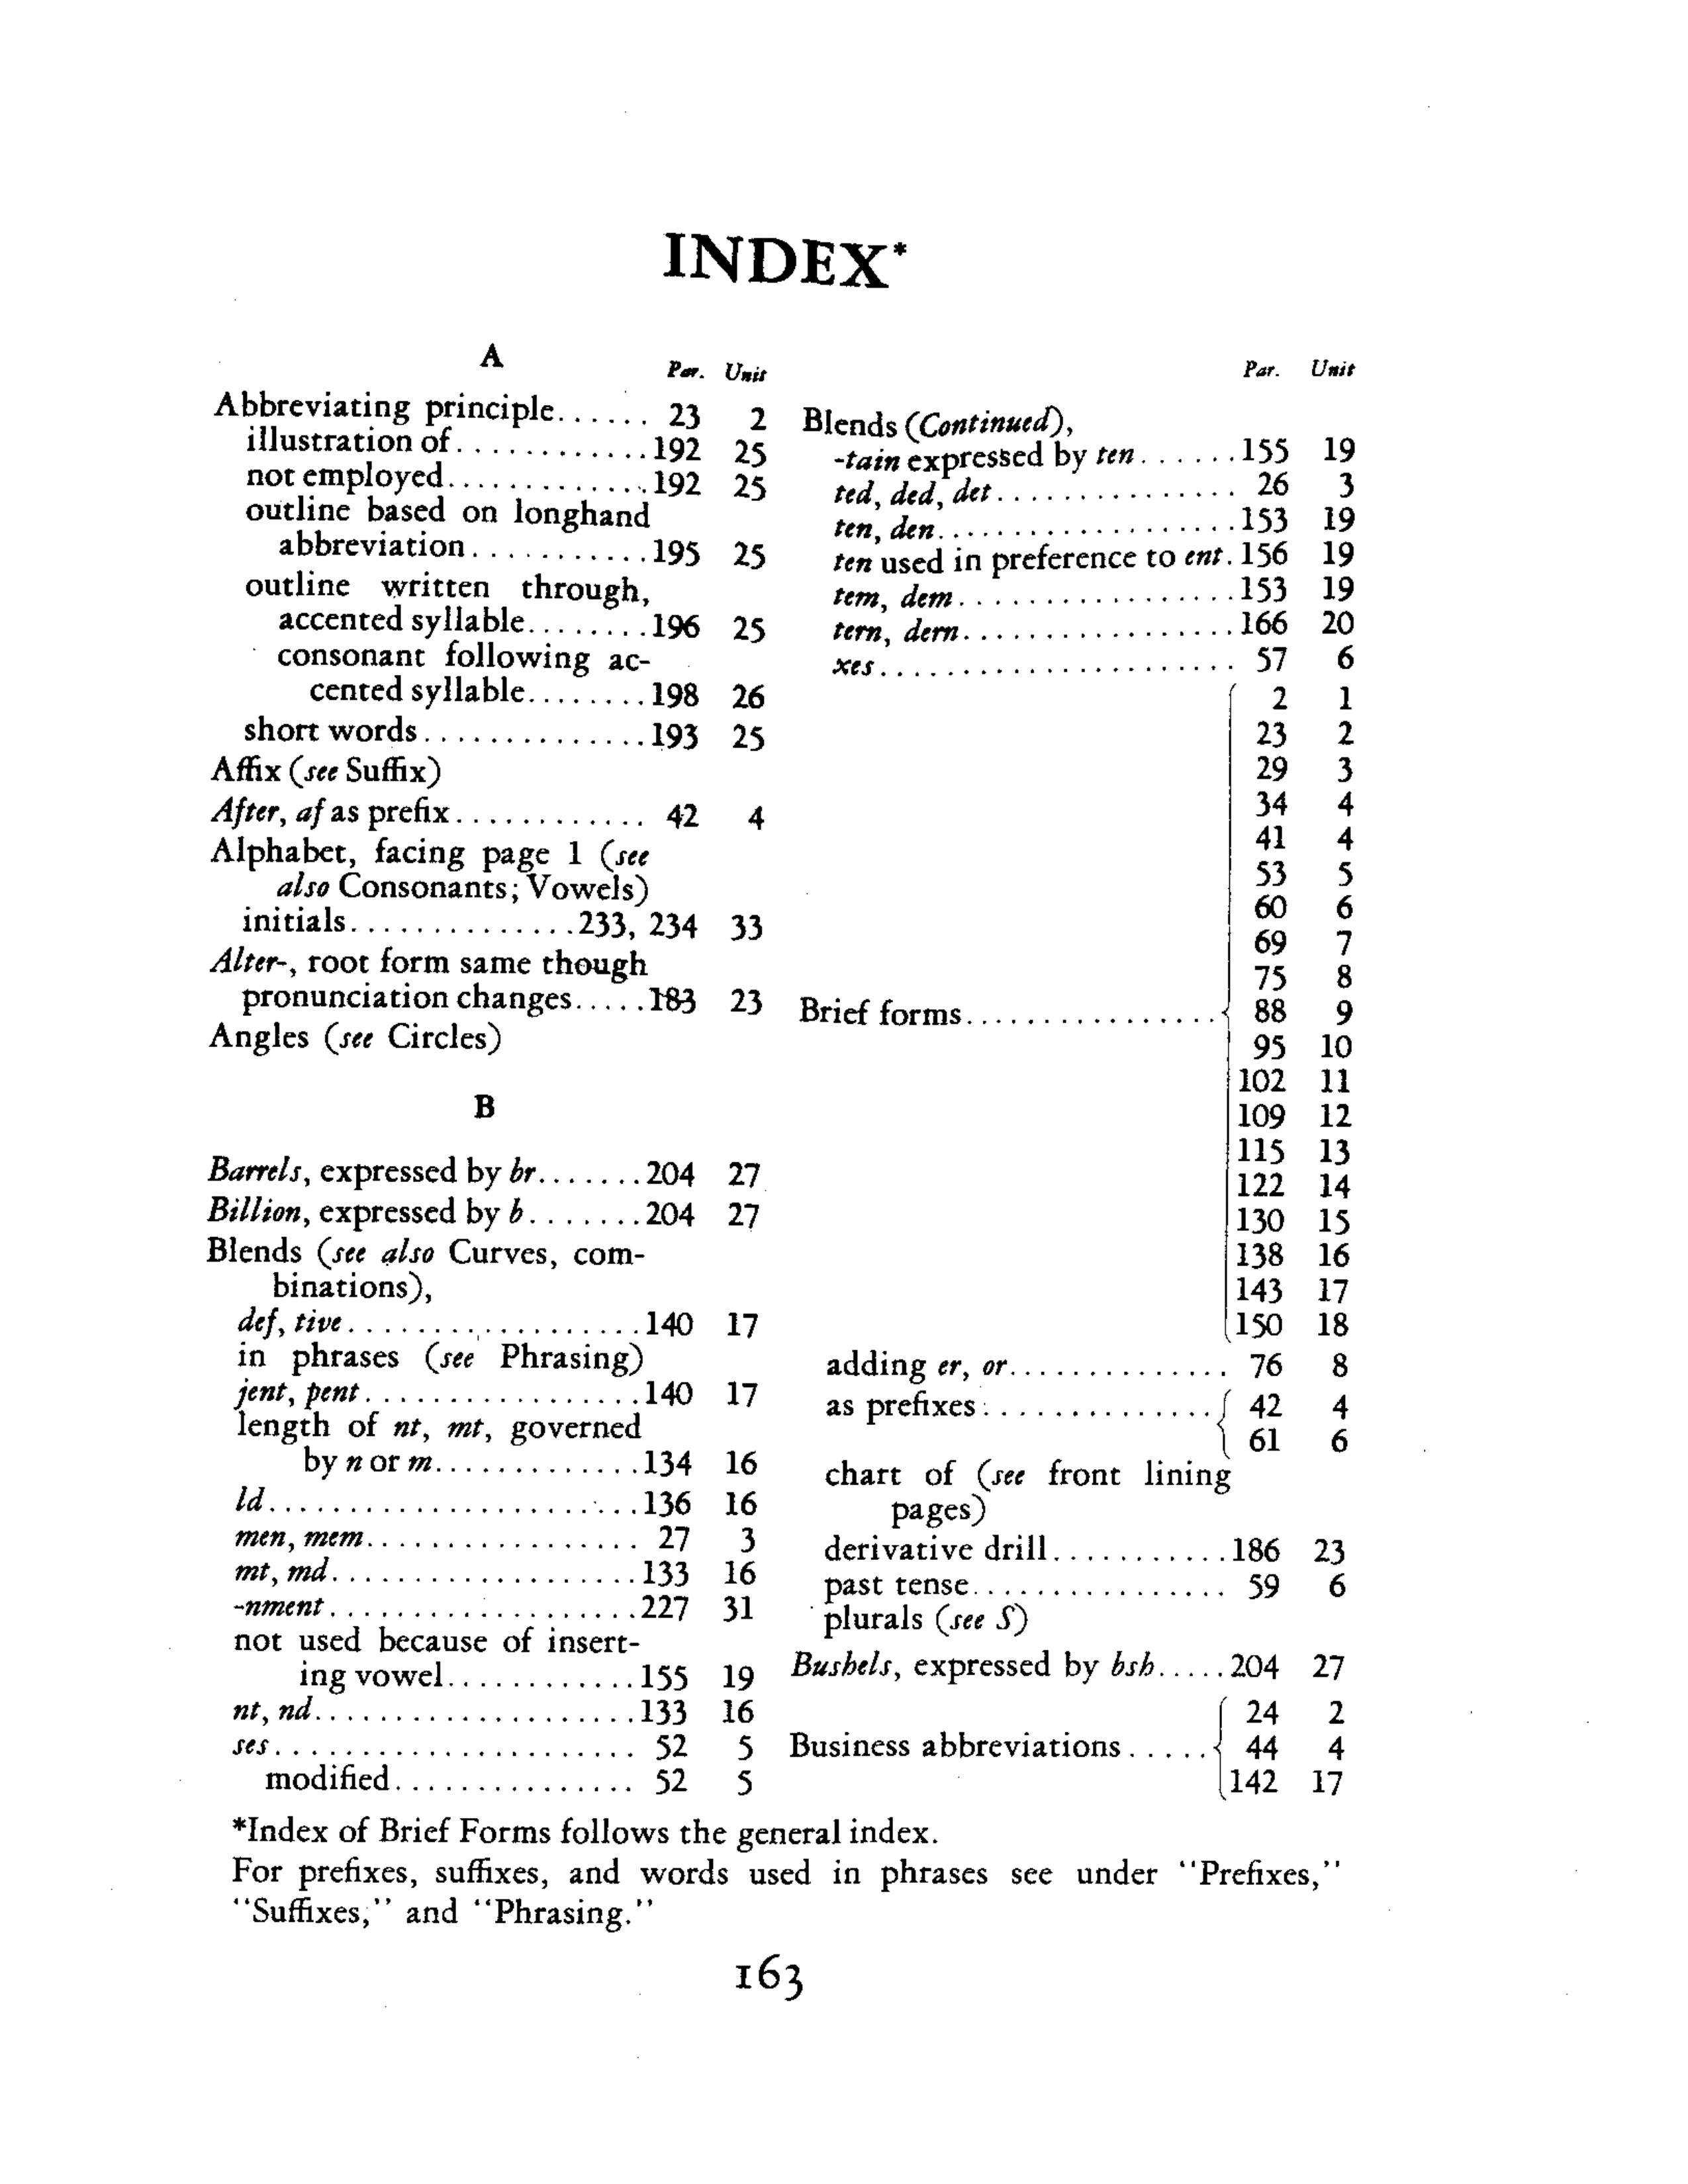 INDEX*
A
Par. Unit
Abbreviating principle...... 23 2
illustration of............192 25
not employed.............192 25
outline based on longhand
abbreviation...........195 25
outline written through,
accented syllable........196 25
consonant following ac-
cented syllable........198 26
short words..............193 25
Affix (see Suffix)
After, af as prefix............ 42 4
Alphabet, facing page 1 (see
also Consonants; Vowels)
initials..............233, 234 33
Alter-, root form same though
pronunciation changes.....183 23
Angles (see Circles)
B
Barrels, expressed by br.......204 27
Billion, expressed by b.......204 27
Blends (see also Curves, com-
binations),
def, tive...................140 17
in phrases (see Phrasing)
jent, pent.................140 17
length of nt, mt, governed
by n or m.............134 16
ld.......................136 16
men, mem................. 27 3
mt, md...................133 16
-nment...................227 31
not used because of insert-
ing vowel............155 19
nt, nd....................133 16
ses....................... 52 5
modified............... 52 5
Par. Unit
Blends (Continued),
-tain expressed by ten......155 19
ted, ded, det............... 26 3
ten, den...................153 19
ten used in preference to ent.156 19
tem, dem.................153 19
tern, dern.................166 20
xes...................... 57 6
2 1
23 2
29 3
34 4
41 4
53 5
60 6
69 7
75 8
Brief forms................ 88 9
95 10
102 11
109 12
115 13
122 14
130 15
138 16
143 17
150 18
adding er, or.............. 76 8
as prefixes.............. 42 4
61 6
chart of (see front lining
pages)
derivative drill...........186 23
past tense................ 59 6
plurals (see S)
Bushels, expressed by bsh.....204 27
24 2
Business abbreviations..... 44 4
142 17
*Index of Brief Forms follows the general index.
For prefixes, suffixes, and words used in phrases see under "Prefixes,"
"Suffixes," and "Phrasing."
163